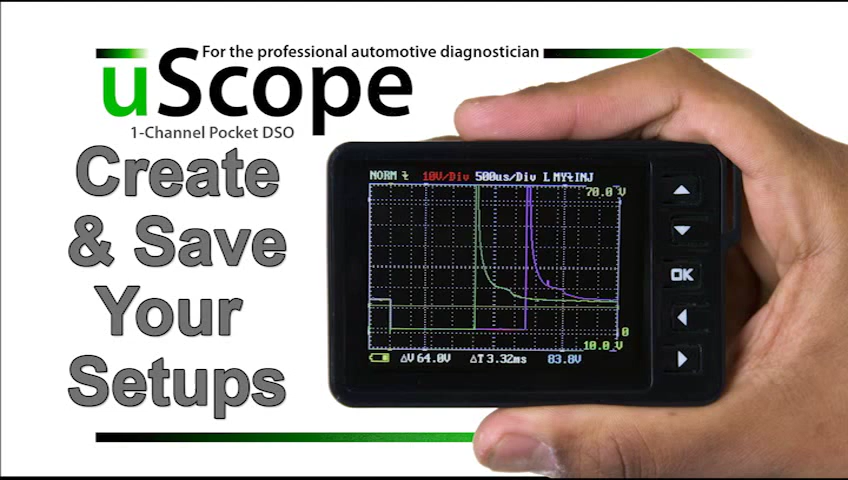 For the professional automotive diagnostician
uScope
1-Channel Pocket DSO
Create
& Save
Your
Setups
NORM 10V/Div 500us/Div L MY INJ
70.0 V
0
10.0 V
ΔV 64.0V ΔT 3.32ms 83.8V
OK